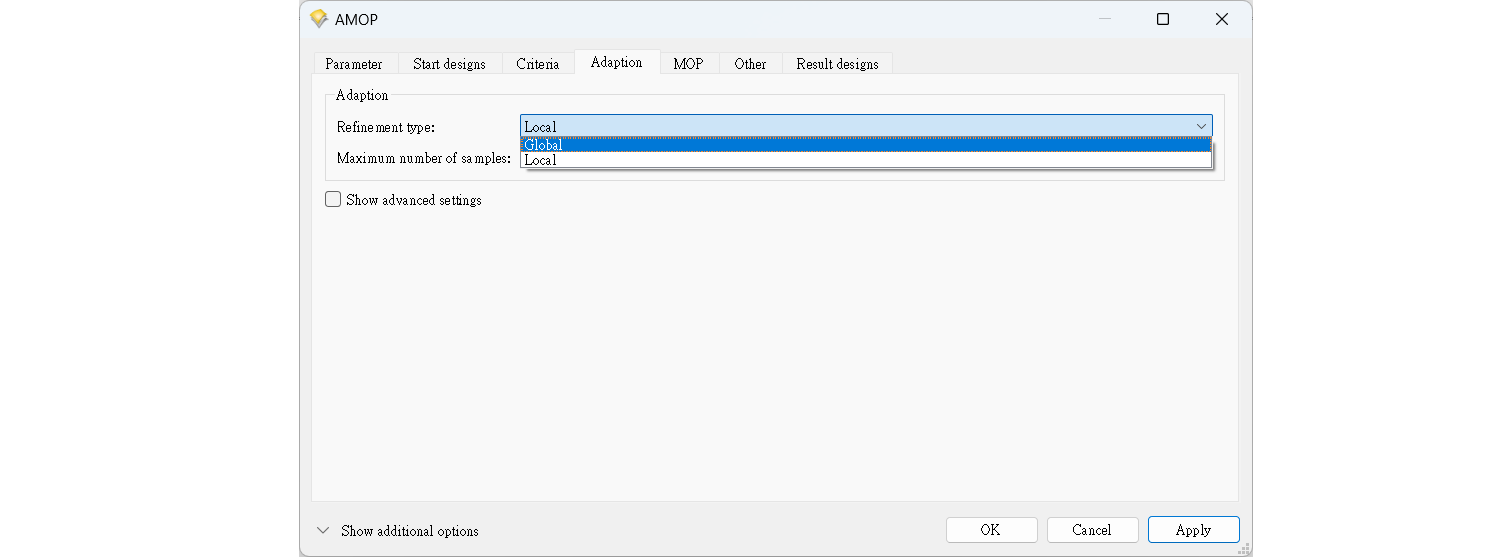 AMOP
Parameter Start designs Criteria Adaption MOP Other Result designs
Adaption
Refinement type: Local
Global
Maximum number of samples: Local
Show advanced settings
Show additional options OK Cancel Apply